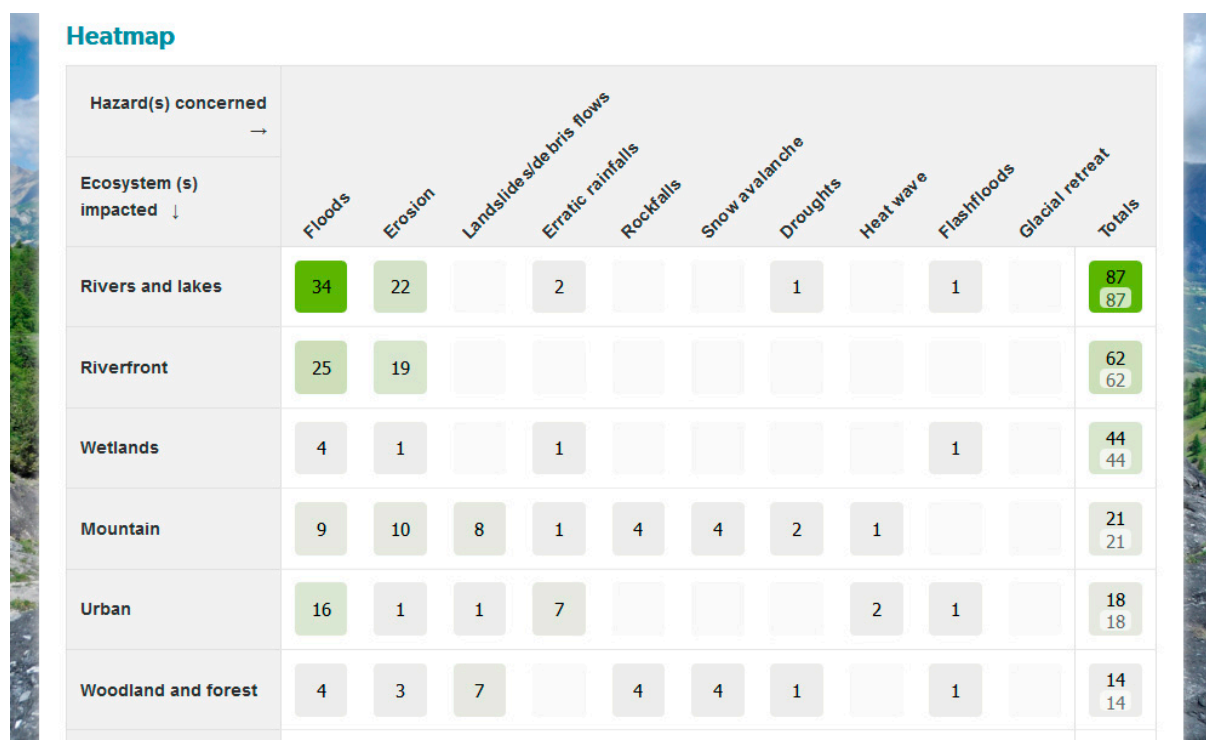 Heatmap
Hazard(s) concerned
→
Ecosystem (s)
impacted ↓
Floods
Erosion
Landslides/debris flows
Erratic rainfalls
Rockfalls
Snow avalanche
Droughts
Heat wave
Flashfloods
Glacial retreat
Totals
Rivers and lakes 34 22 2 1 1 87
87
Riverfront 25 19 62
62
Wetlands 4 1 1 1 44
44
Mountain 9 10 8 1 4 4 2 1 21
21
Urban 16 1 1 7 2 1 18
18
Woodland and forest 4 3 7 4 4 1 1 14
14